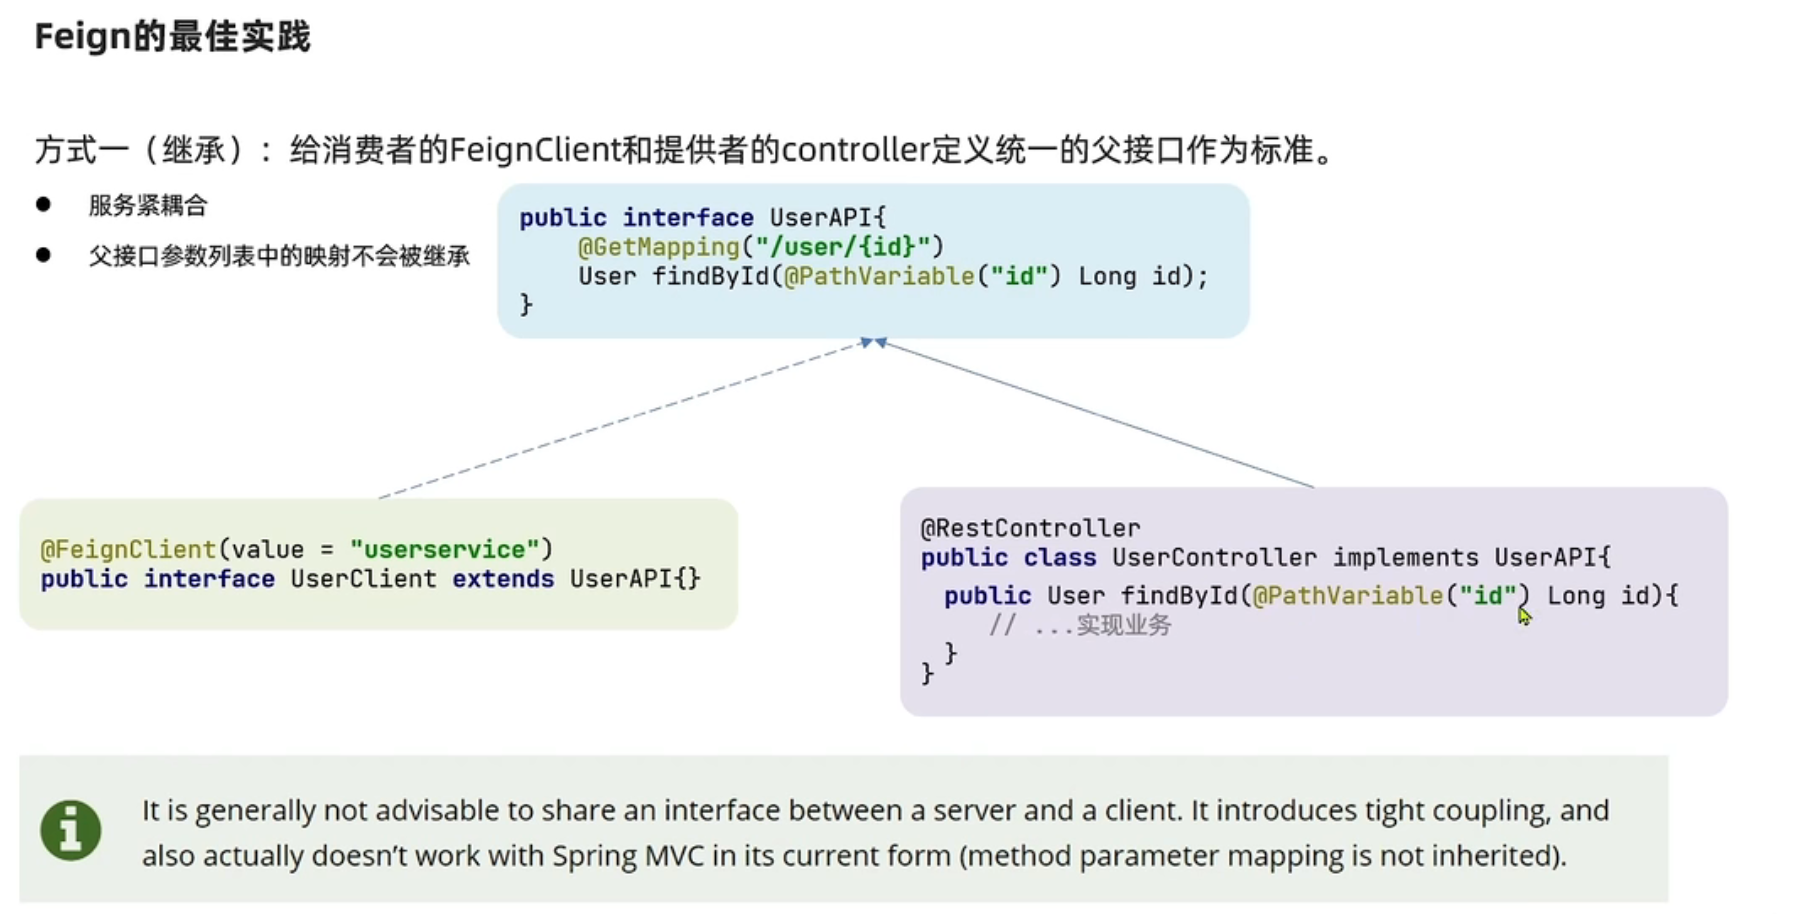 Feign的最佳实践
方式一（继承）：给消费者的FeignClient和提供者的controller定义统一的父接口作为标准。
● 服务紧耦合
● 父接口参数列表中的映射不会被继承
public interface UserAPI{
    @GetMapping("/user/{id}")
    User findById(@PathVariable("id") Long id);
}
@FeignClient(value = "userservice")
public interface UserClient extends UserAPI{}
@RestController
public class UserController implements UserAPI{
  public User findById(@PathVariable("id") Long id){
    // ...实现业务
  }
}
It is generally not advisable to share an interface between a server and a client. It introduces tight coupling, and
also actually doesn’t work with Spring MVC in its current form (method parameter mapping is not inherited).